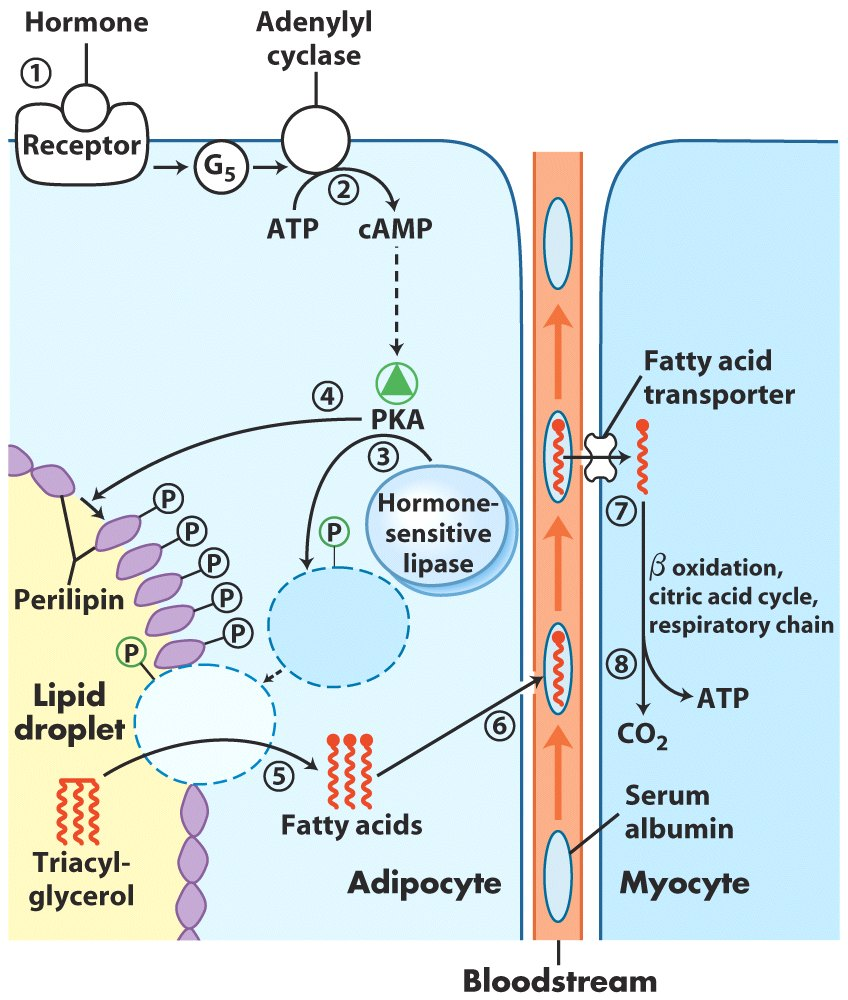 Hormone
Adenylyl
cyclase
1
Receptor
G5
2
ATP
cAMP
4
PKA
3
Fatty acid
transporter
P
P
P
P
P
P
Hormone-
sensitive
lipase
7
Perilipin
β oxidation,
citric acid cycle,
respiratory chain
P
8
Lipid
droplet
6
ATP
CO2
5
Fatty acids
Serum
albumin
Triacyl-
glycerol
Adipocyte
Myocyte
Bloodstream